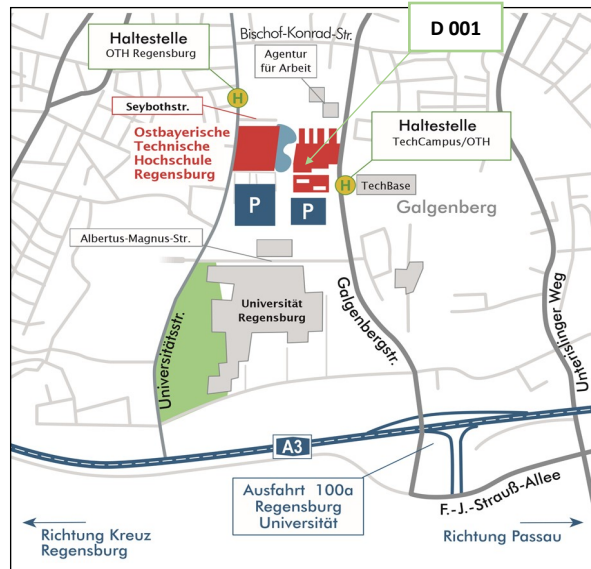 Bischof-Konrad-Str.
D 001
Haltestelle
OTH Regensburg
Agentur
für Arbeit
H
Seybothstr.
Ostbayerische
Technische
Hochschule
Regensburg
Haltestelle
TechCampus/OTH
H
TechBase
P
P
Galgenberg
Albertus-Magnus-Str.
Universität
Regensburg
Universitätsstr.
Galgenbergstr.
Unterislinger Weg
A3
Ausfahrt 100a
Regensburg
Universität
F.-J.-Strauß-Allee
Richtung Kreuz
Regensburg
Richtung Passau